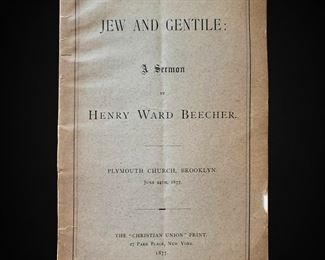 JEW AND GENTILE:
A Sermon
BY
HENRY WARD BEECHER.
PLYMOUTH CHURCH, BROOKLYN.
JUNE 24TH, 1877.
THE "CHRISTIAN UNION" PRINT.
27 PARK PLACE, NEW YORK.
1877.